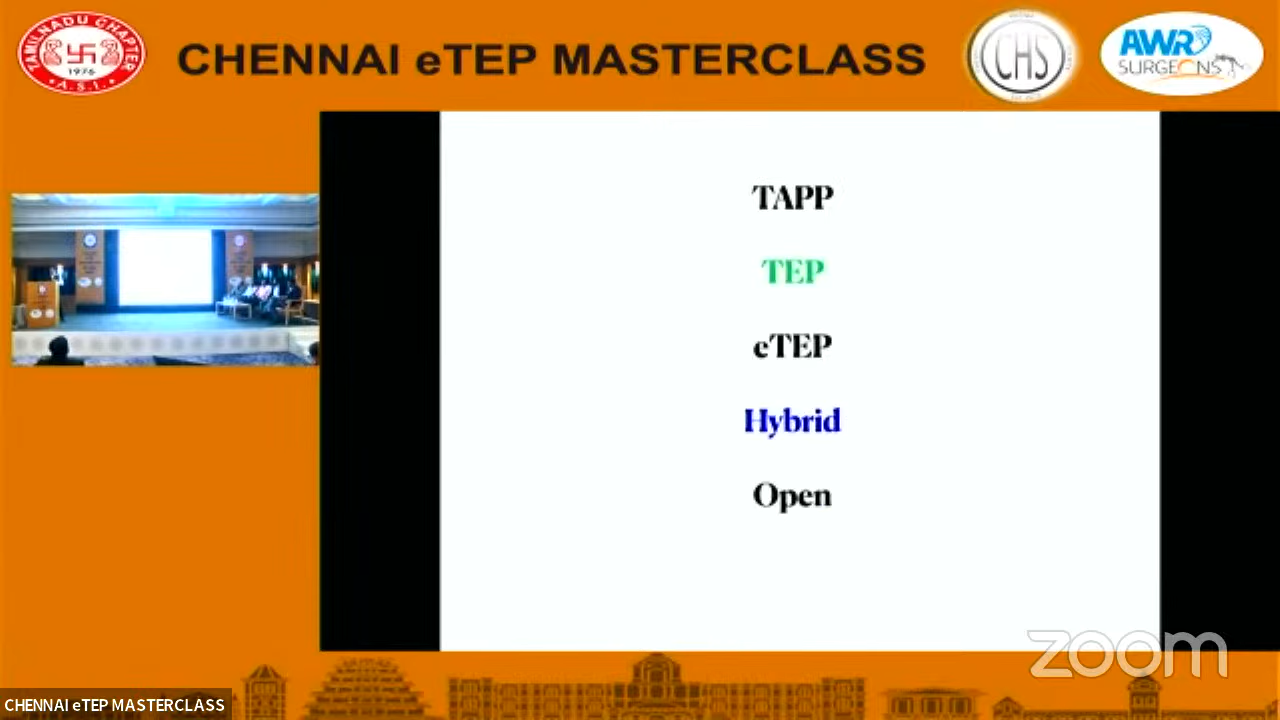 TAMILNADU CHAPTER
1976
A.S.I.
CHENNAI eTEP MASTERCLASS
CHS
AWR
SURGEONS
TAPP
TEP
eTEP
Hybrid
Open
zoom
CHENNAI eTEP MASTERCLASS